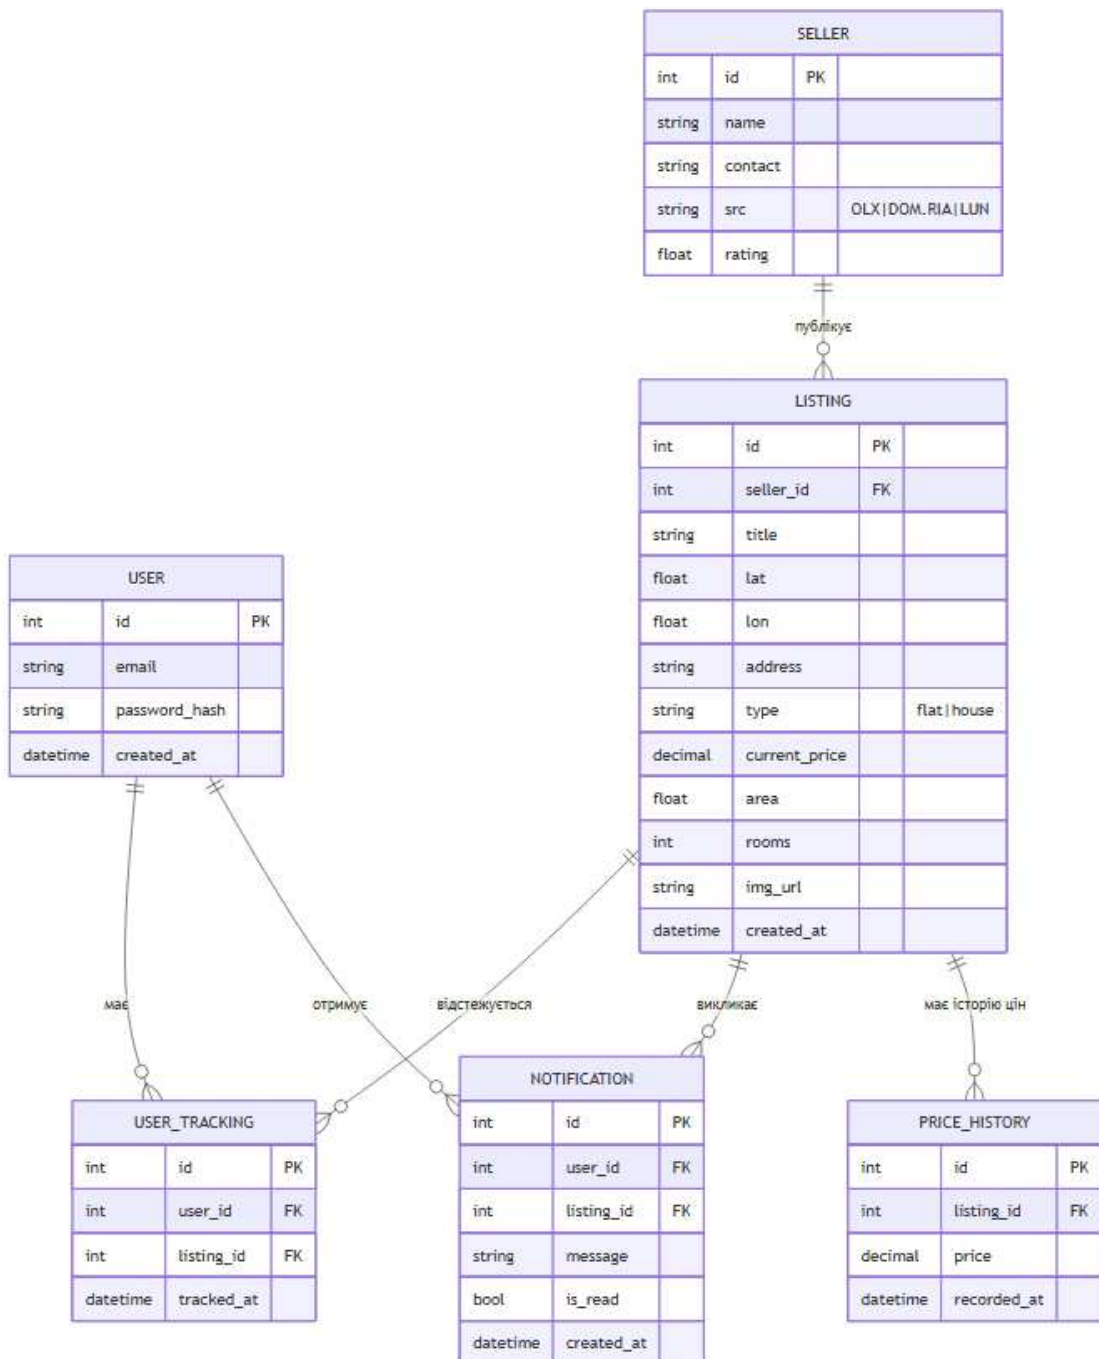 SELLER
int id PK
string name
string contact
string src OLX|DOM.RIA|LUN
float rating
публікує
LISTING
int id PK
int seller_id FK
string title
float lat
float lon
string address
string type flat|house
decimal current_price
float area
int rooms
string img_url
datetime created_at
USER
int id PK
string email
string password_hash
datetime created_at
має
отримує
відстежується
викликає
має історію цін
USER_TRACKING
int id PK
int user_id FK
int listing_id FK
datetime tracked_at
NOTIFICATION
int id PK
int user_id FK
int listing_id FK
string message
bool is_read
datetime created_at
PRICE_HISTORY
int id PK
int listing_id FK
decimal price
datetime recorded_at